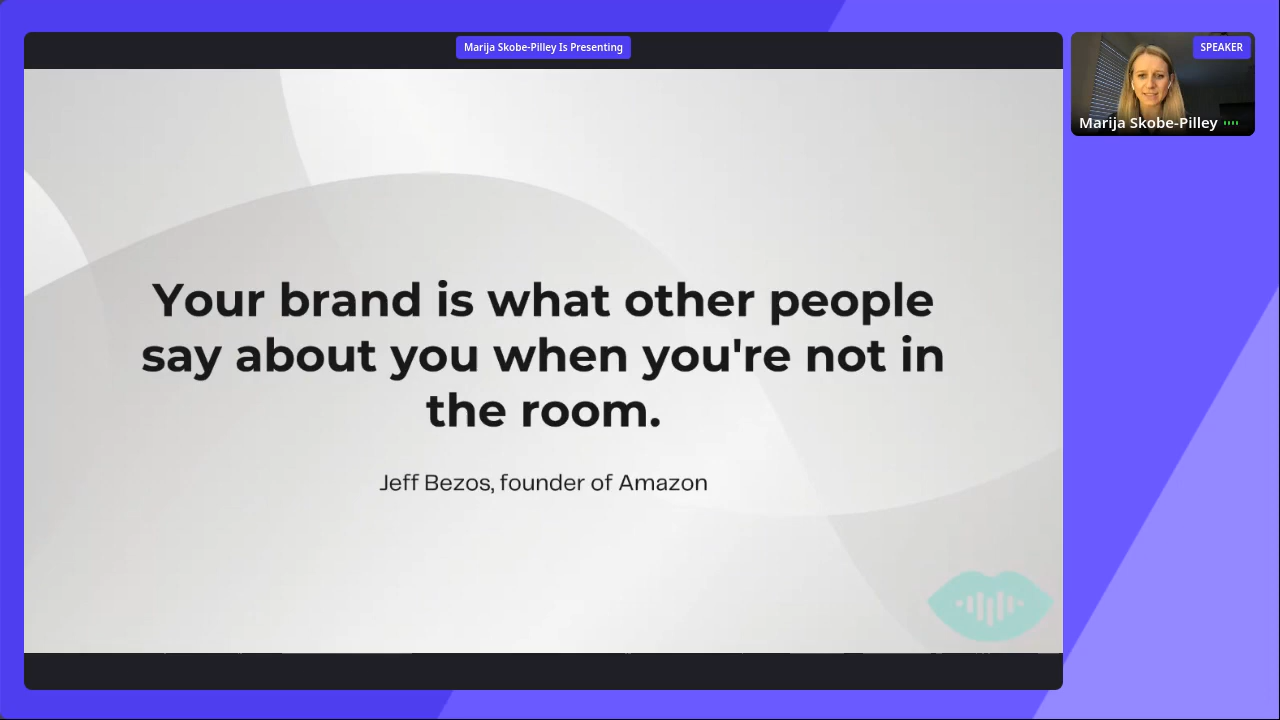 Marija Skobe-Pilley Is Presenting
SPEAKER
Marija Skobe-Pilley
Your brand is what other people
say about you when you're not in
the room.
Jeff Bezos, founder of Amazon